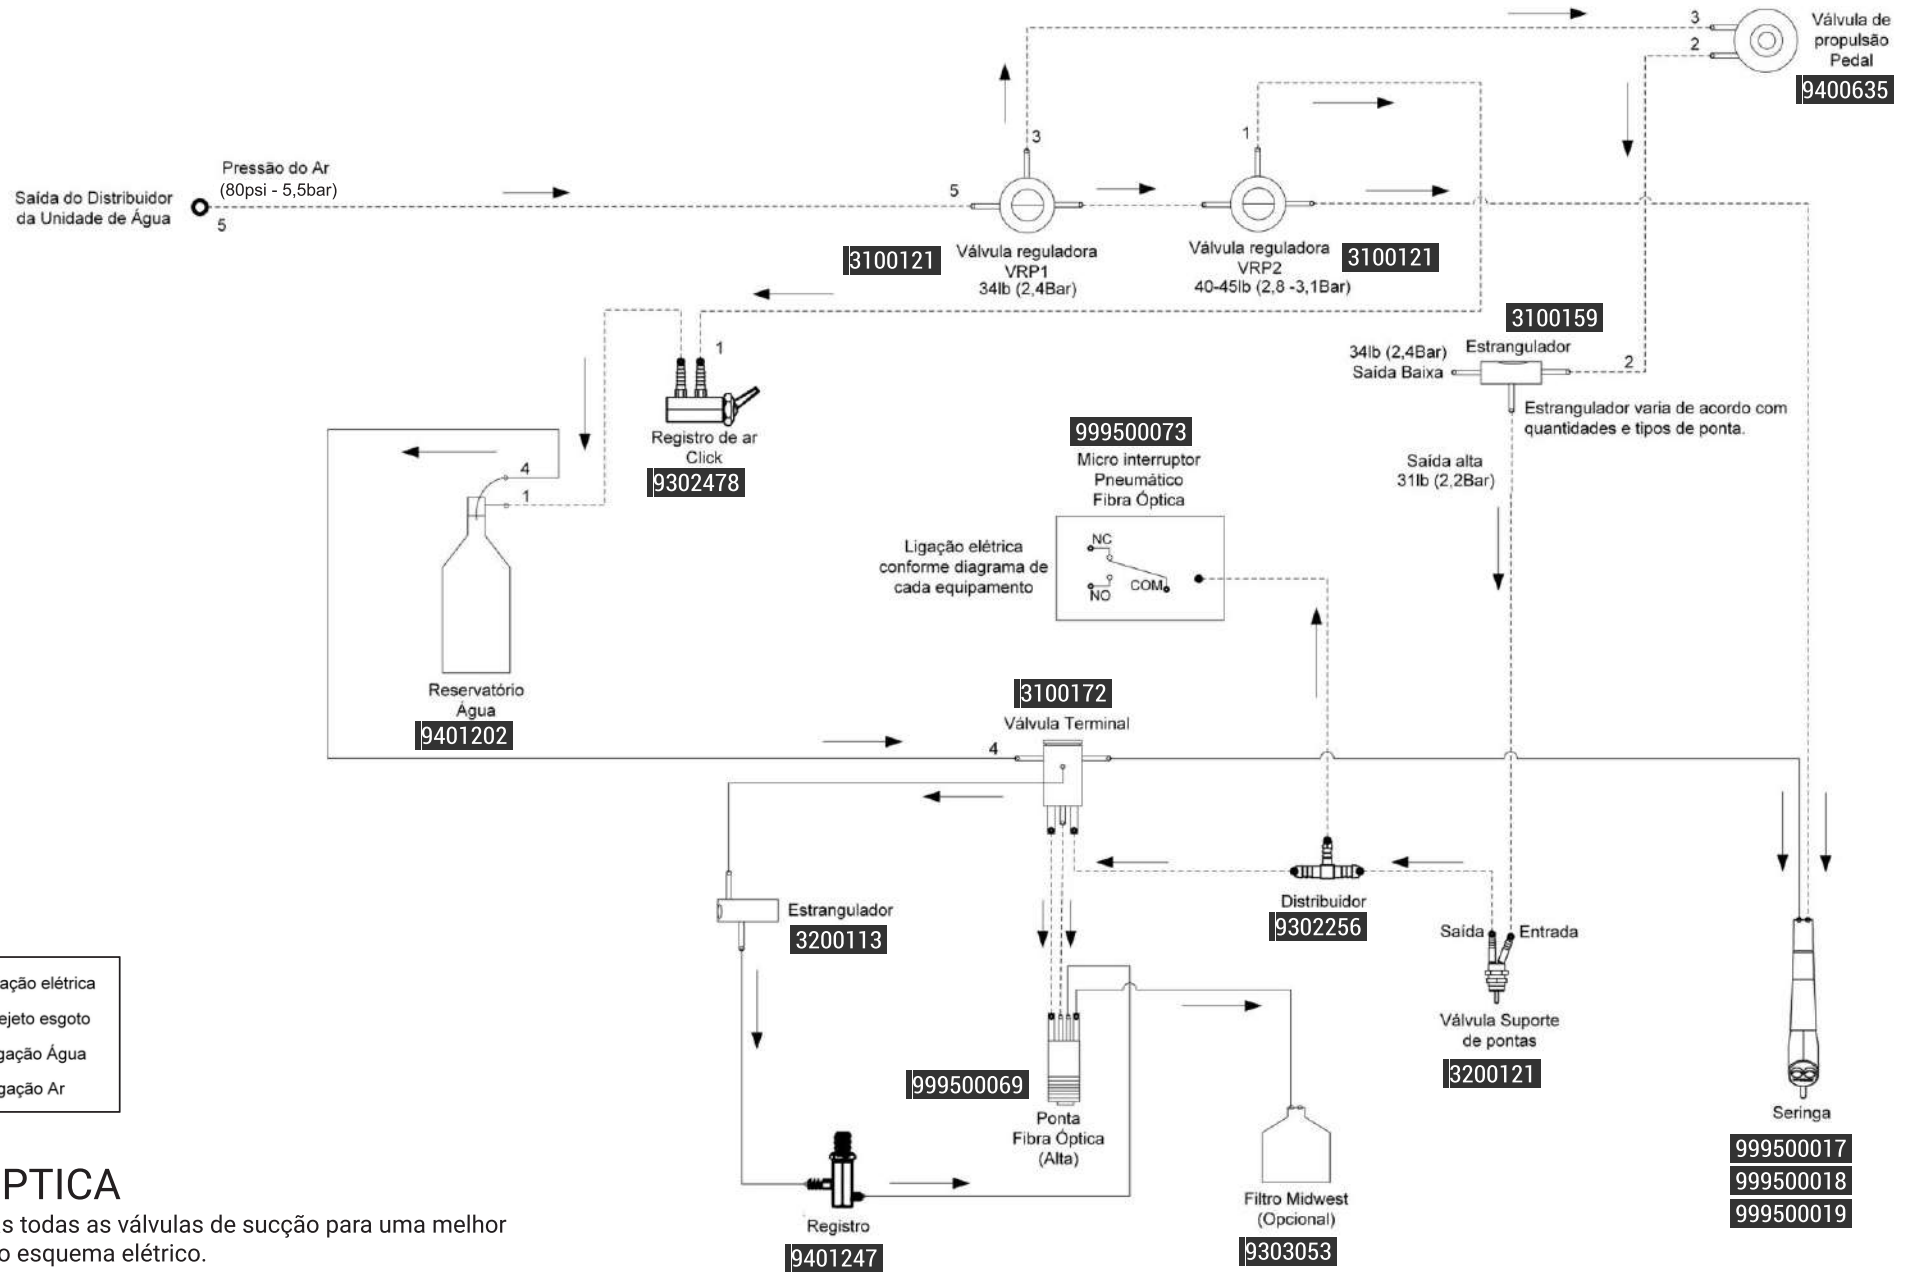 3
Válvula de
propulsão
Pedal
2
9400635
Pressão do Ar
(80psi - 5,5bar)
Saída do Distribuidor
da Unidade de Água
5
5
3
1
3100121
Válvula reguladora
VRP1
34lb (2,4Bar)
Válvula reguladora
VRP2
40-45lb (2,8 -3,1Bar)
3100121
3100159
Estrangulador
34lb (2,4Bar)
Saída Baixa
2
Estrangulador varia de acordo com
quantidades e tipos de ponta.
Saída alta
31lb (2,2Bar)
1
Registro de ar
Click
9302478
4
1
Reservatório
Água
9401202
999500073
Micro interruptor
Pneumático
Fibra Óptica
Ligação elétrica
conforme diagrama de
cada equipamento
NC
COM
NO
3100172
Válvula Terminal
4
Estrangulador
3200113
Distribuidor
9302256
Saída
Entrada
Válvula Suporte
de pontas
3200121
999500069
Ponta
Fibra Óptica
(Alta)
Registro
9401247
Filtro Midwest
(Opcional)
9303053
Seringa
999500017
999500018
999500019
ação elétrica
ejeto esgoto
gação Água
gação Ar
PTICA
s todas as válvulas de sucção para uma melhor
o esquema elétrico.